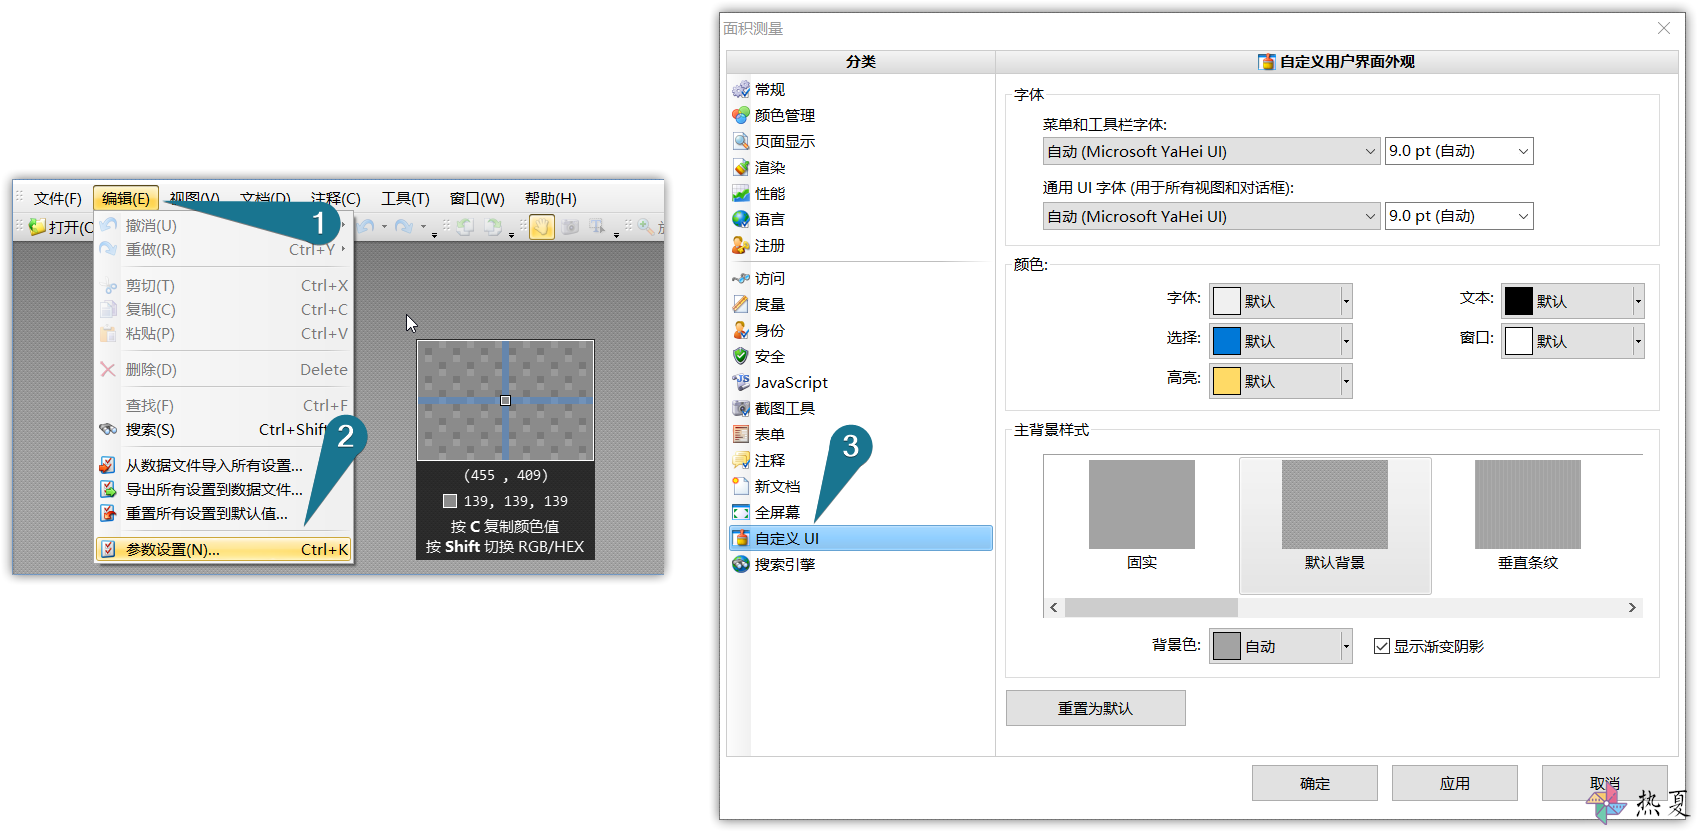 文件(F) 编辑(E) 视图(V) 文档(D) 注释(C) 工具(T) 窗口(W) 帮助(H)
打开(O
1
撤消(U)
重做(R) Ctrl+Y
剪切(T) Ctrl+X
复制(C) Ctrl+C
粘贴(P) Ctrl+V
删除(D) Delete
查找(F) Ctrl+F
搜索(S) Ctrl+Shift
2
从数据文件导入所有设置...
导出所有设置到数据文件...
重置所有设置到默认值...
参数设置(N)... Ctrl+K
(455 , 409)
139, 139, 139
按 C 复制颜色值
按 Shift 切换 RGB/HEX
面积测量
分类
常规
颜色管理
页面显示
渲染
性能
语言
注册
访问
度量
身份
安全
JavaScript
截图工具
表单
注释
新文档
全屏幕
自定义 UI
搜索引擎
3
自定义用户界面外观
字体
菜单和工具栏字体:
自动 (Microsoft YaHei UI) 9.0 pt (自动)
通用 UI 字体 (用于所有视图和对话框):
自动 (Microsoft YaHei UI) 9.0 pt (自动)
颜色:
字体: 默认 文本: 默认
选择: 默认 窗口: 默认
高亮: 默认
主背景样式
固实 默认背景 垂直条纹
背景色: 自动 显示渐变阴影
重置为默认
确定 应用 取消
热夏